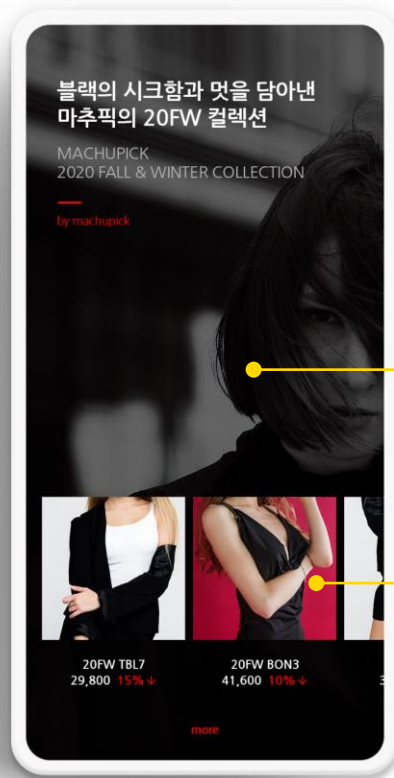 블랙의 시크함과 멋을 담아낸
마추픽의 20FW 컬렉션
MACHUPICK
2020 FALL & WINTER COLLECTION
by machupick
20FW TBL7
29,800 15% ↓
20FW BON3
41,600 10% ↓
3
more